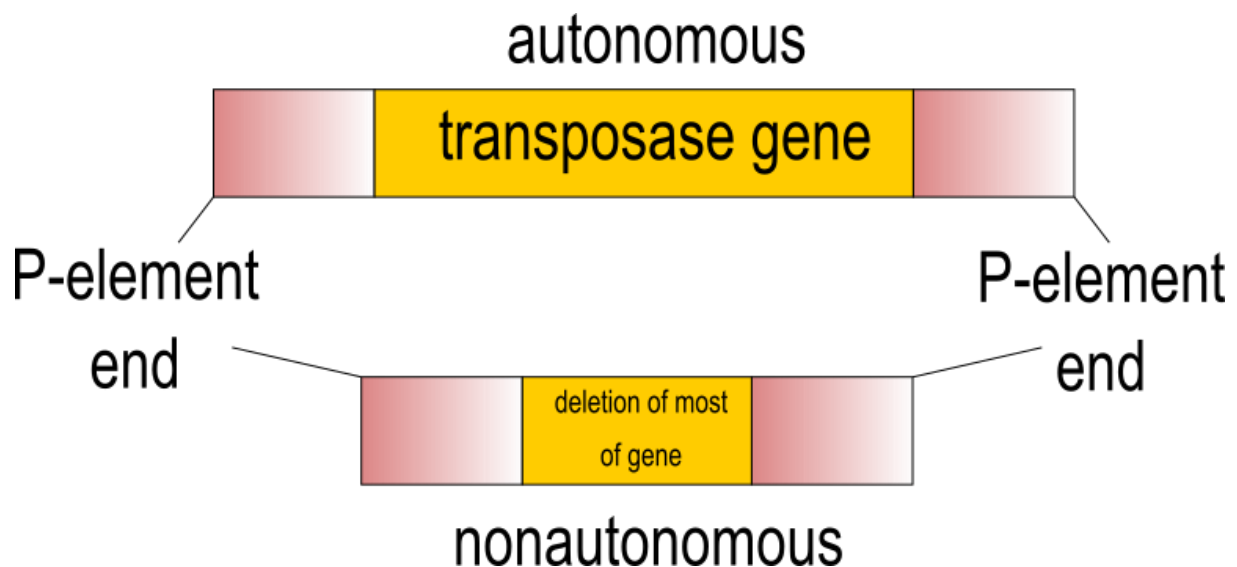 autonomous
transposase gene
P-element
end
P-element
end
deletion of most
of gene
nonautonomous